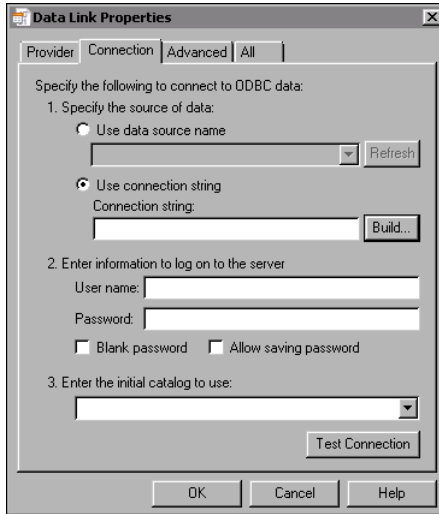 Data Link Properties
Provider Connection Advanced All
Specify the following to connect to ODBC data:
1. Specify the source of data:
Use data source name
Refresh
Use connection string
Connection string:
Build...
2. Enter information to log on to the server
User name:
Password:
Blank password Allow saving password
3. Enter the initial catalog to use:
Test Connection
OK Cancel Help